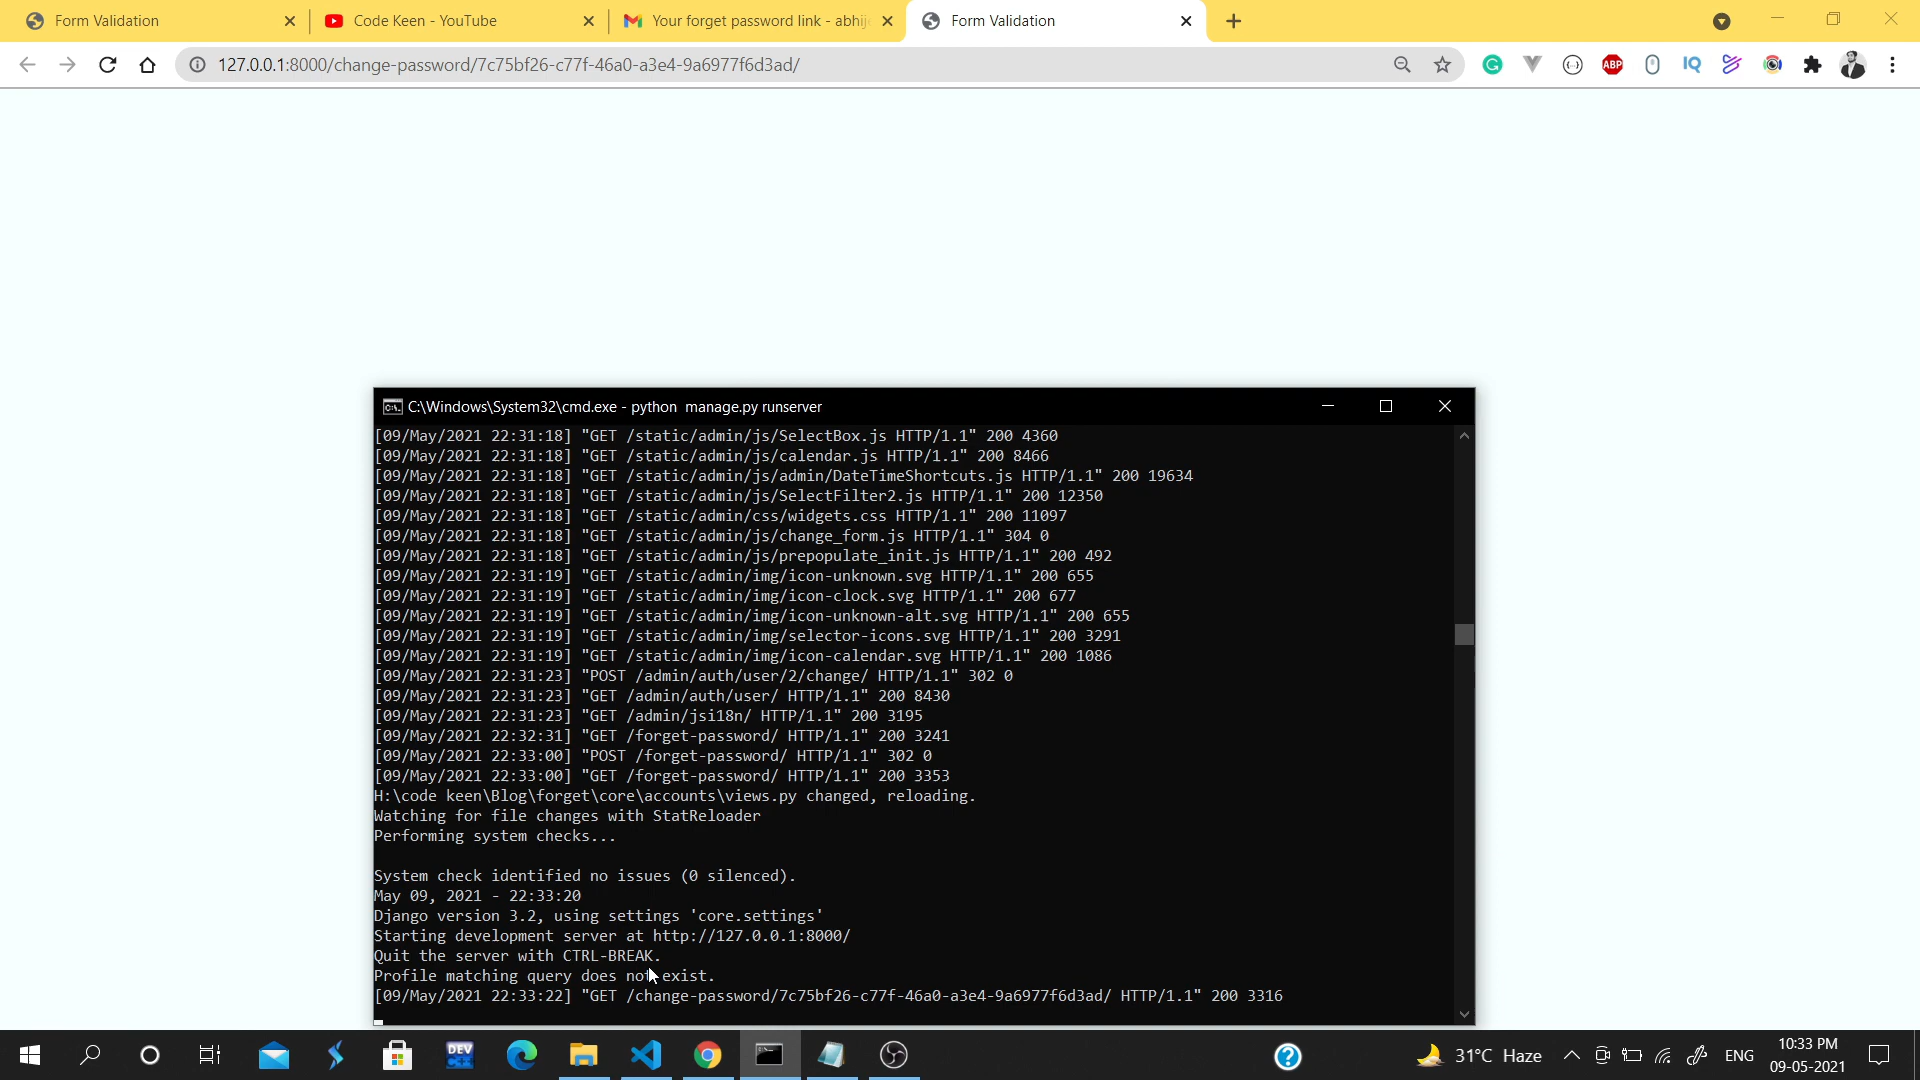 Form Validation
Code Keen - YouTube
Your forget password link - abhij
Form Validation
127.0.0.1:8000/change-password/7c75bf26-c77f-46a0-a3e4-9a6977f6d3ad/
ABP
IQ
C:\Windows\System32\cmd.exe - python  manage.py runserver
[09/May/2021 22:31:18] "GET /static/admin/js/SelectBox.js HTTP/1.1" 200 4360
[09/May/2021 22:31:18] "GET /static/admin/js/calendar.js HTTP/1.1" 200 8466
[09/May/2021 22:31:18] "GET /static/admin/js/admin/DateTimeShortcuts.js HTTP/1.1" 200 19634
[09/May/2021 22:31:18] "GET /static/admin/js/SelectFilter2.js HTTP/1.1" 200 12350
[09/May/2021 22:31:18] "GET /static/admin/css/widgets.css HTTP/1.1" 200 11097
[09/May/2021 22:31:18] "GET /static/admin/js/change_form.js HTTP/1.1" 304 0
[09/May/2021 22:31:18] "GET /static/admin/js/prepopulate_init.js HTTP/1.1" 200 492
[09/May/2021 22:31:19] "GET /static/admin/img/icon-unknown.svg HTTP/1.1" 200 655
[09/May/2021 22:31:19] "GET /static/admin/img/icon-clock.svg HTTP/1.1" 200 677
[09/May/2021 22:31:19] "GET /static/admin/img/icon-unknown-alt.svg HTTP/1.1" 200 655
[09/May/2021 22:31:19] "GET /static/admin/img/selector-icons.svg HTTP/1.1" 200 3291
[09/May/2021 22:31:19] "GET /static/admin/img/icon-calendar.svg HTTP/1.1" 200 1086
[09/May/2021 22:31:23] "POST /admin/auth/user/2/change/ HTTP/1.1" 302 0
[09/May/2021 22:31:23] "GET /admin/auth/user/ HTTP/1.1" 200 8430
[09/May/2021 22:31:23] "GET /admin/jsi18n/ HTTP/1.1" 200 3195
[09/May/2021 22:32:31] "GET /forget-password/ HTTP/1.1" 200 3241
[09/May/2021 22:33:00] "POST /forget-password/ HTTP/1.1" 302 0
[09/May/2021 22:33:00] "GET /forget-password/ HTTP/1.1" 200 3353
H:\code keen\Blog\forget\core\accounts\views.py changed, reloading.
Watching for file changes with StatReloader
Performing system checks...
System check identified no issues (0 silenced).
May 09, 2021 - 22:33:20
Django version 3.2, using settings 'core.settings'
Starting development server at http://127.0.0.1:8000/
Quit the server with CTRL-BREAK.
Profile matching query does not exist.
[09/May/2021 22:33:22] "GET /change-password/7c75bf26-c77f-46a0-a3e4-9a6977f6d3ad/ HTTP/1.1" 200 3316
DEV
C++
31°C Haze
ENG
10:33 PM
09-05-2021